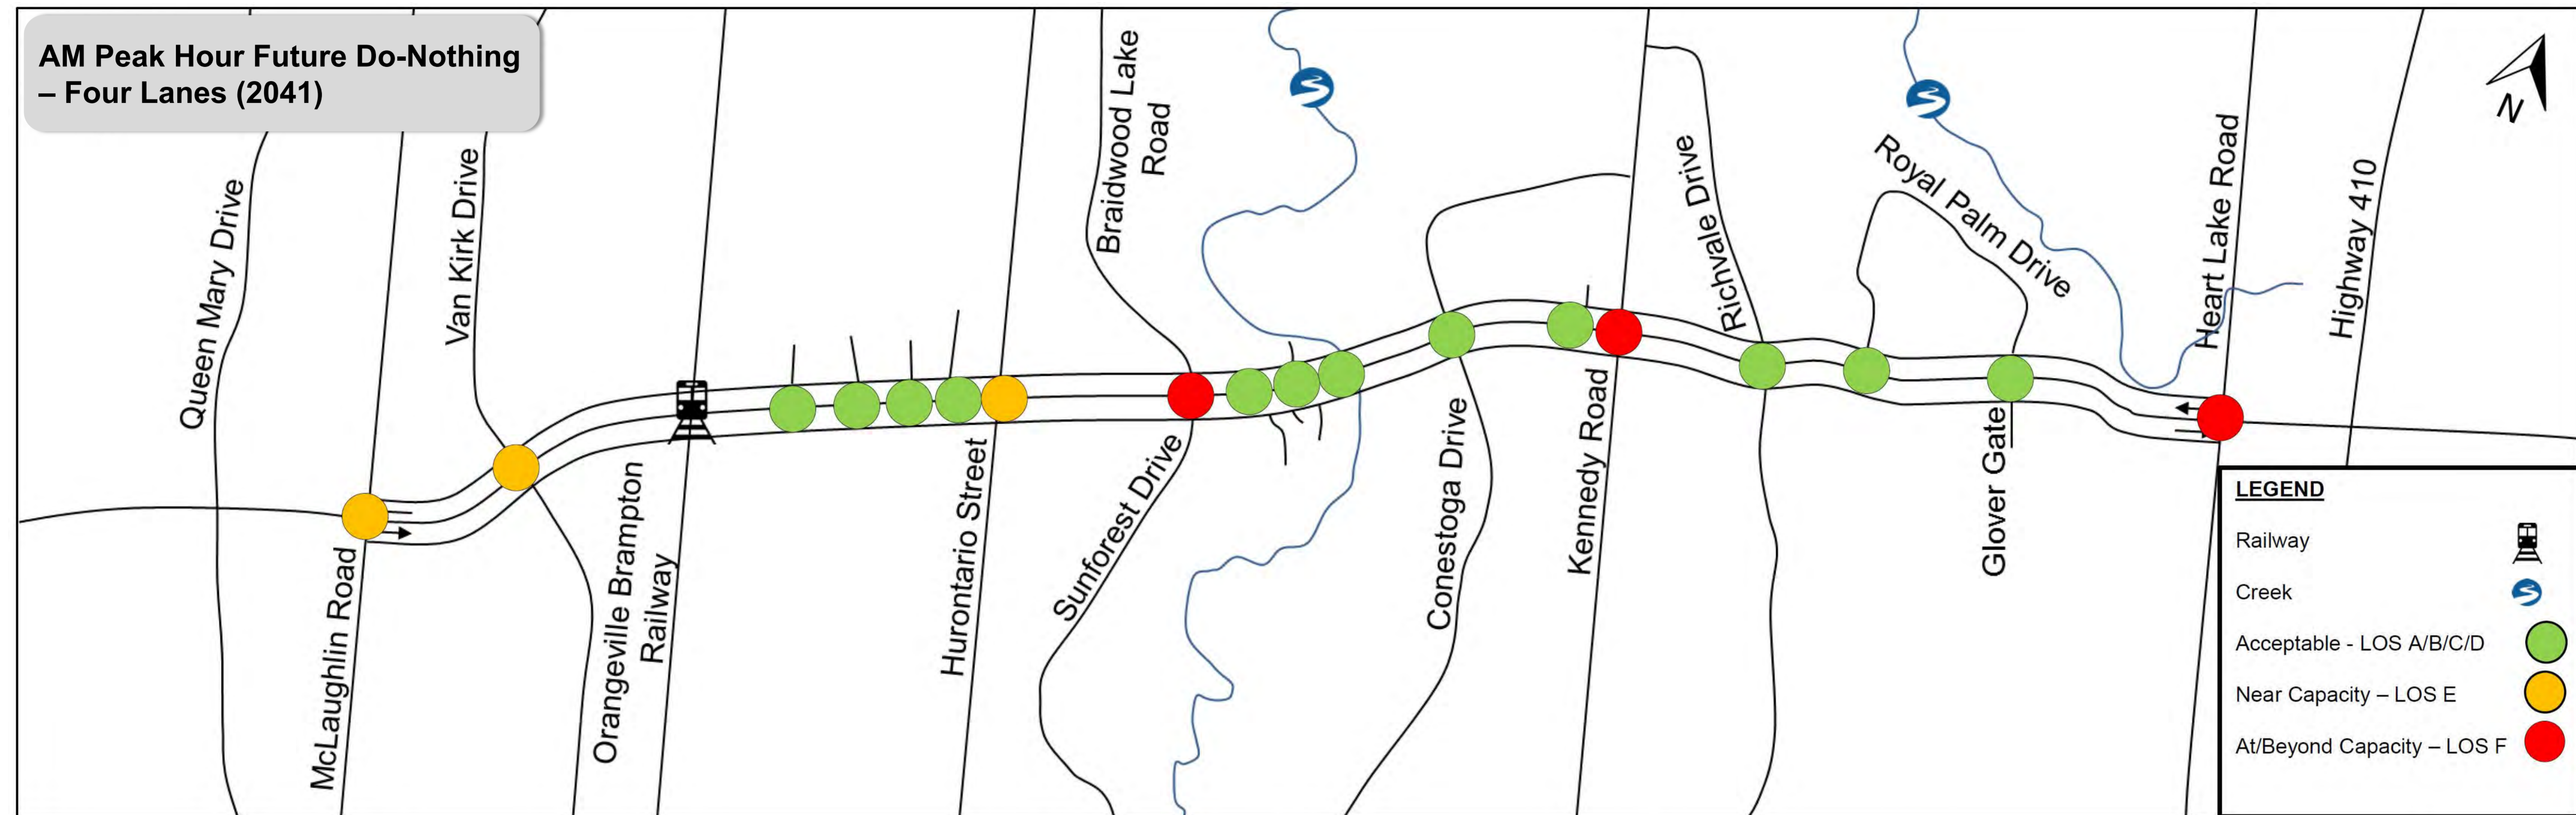 AM Peak Hour Future Do-Nothing
– Four Lanes (2041)
Queen Mary Drive
McLaughlin Road
Van Kirk Drive
Orangeville Brampton
Railway
Hurontario Street
Braidwood Lake
Road
Sunforest Drive
Conestoga Drive
Kennedy Road
Richvale Drive
Royal Palm Drive
Glover Gate
Heart Lake Road
Highway 410
N
LEGEND
Railway
Creek
Acceptable - LOS A/B/C/D
Near Capacity – LOS E
At/Beyond Capacity – LOS F